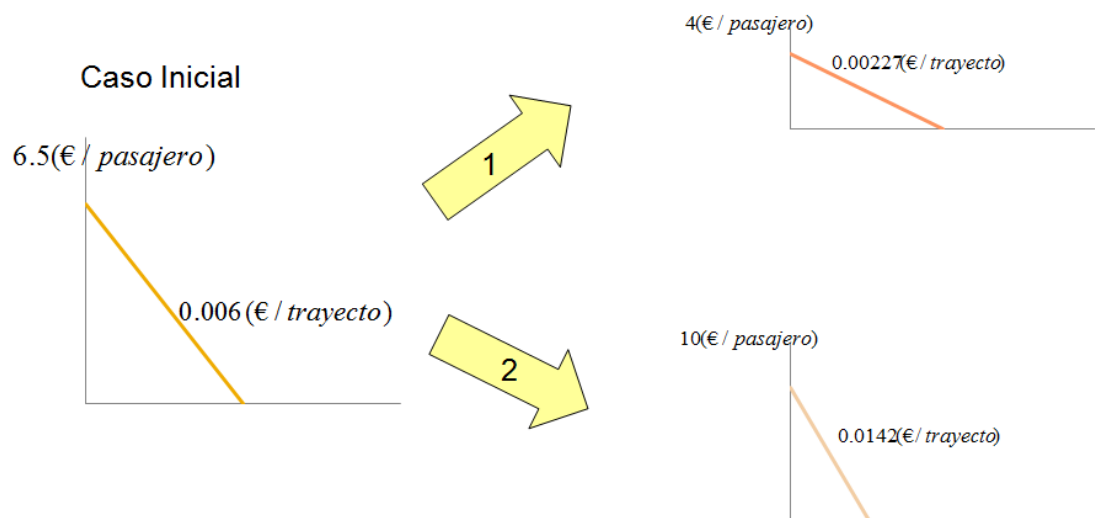 Caso Inicial
6.5(€ / pasajero)
0.006(€ / trayecto)
1
2
4(€ / pasajero)
0.00227(€ / trayecto)
10(€ / pasajero)
0.0142(€ / trayecto)